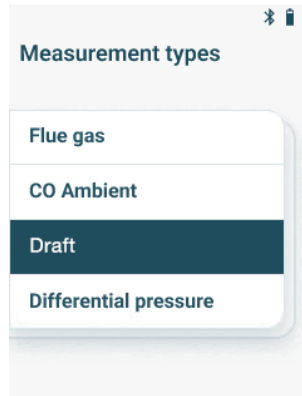 Measurement types
Flue gas
CO Ambient
Draft
Differential pressure